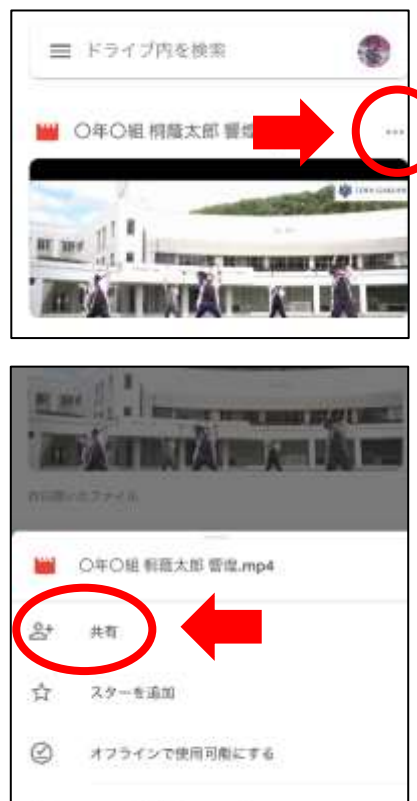 ドライブ内を検索
〇年〇組 桐蔭太郎 響
〇年〇組 桐蔭太郎 響煌.mp4
共有
スターを追加
オフラインで使用可能にする